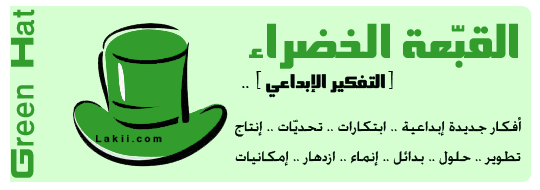 القبّعة الخضراء
[ التفكير الإبداعي ] ..
أفكار جديدة إبداعية .. ابتكارات .. تحديّات .. إنتاج
تطوير .. حلول .. بدائل .. إنماء .. ازدهار .. إمكانيات
Green Hat
Lakii.com